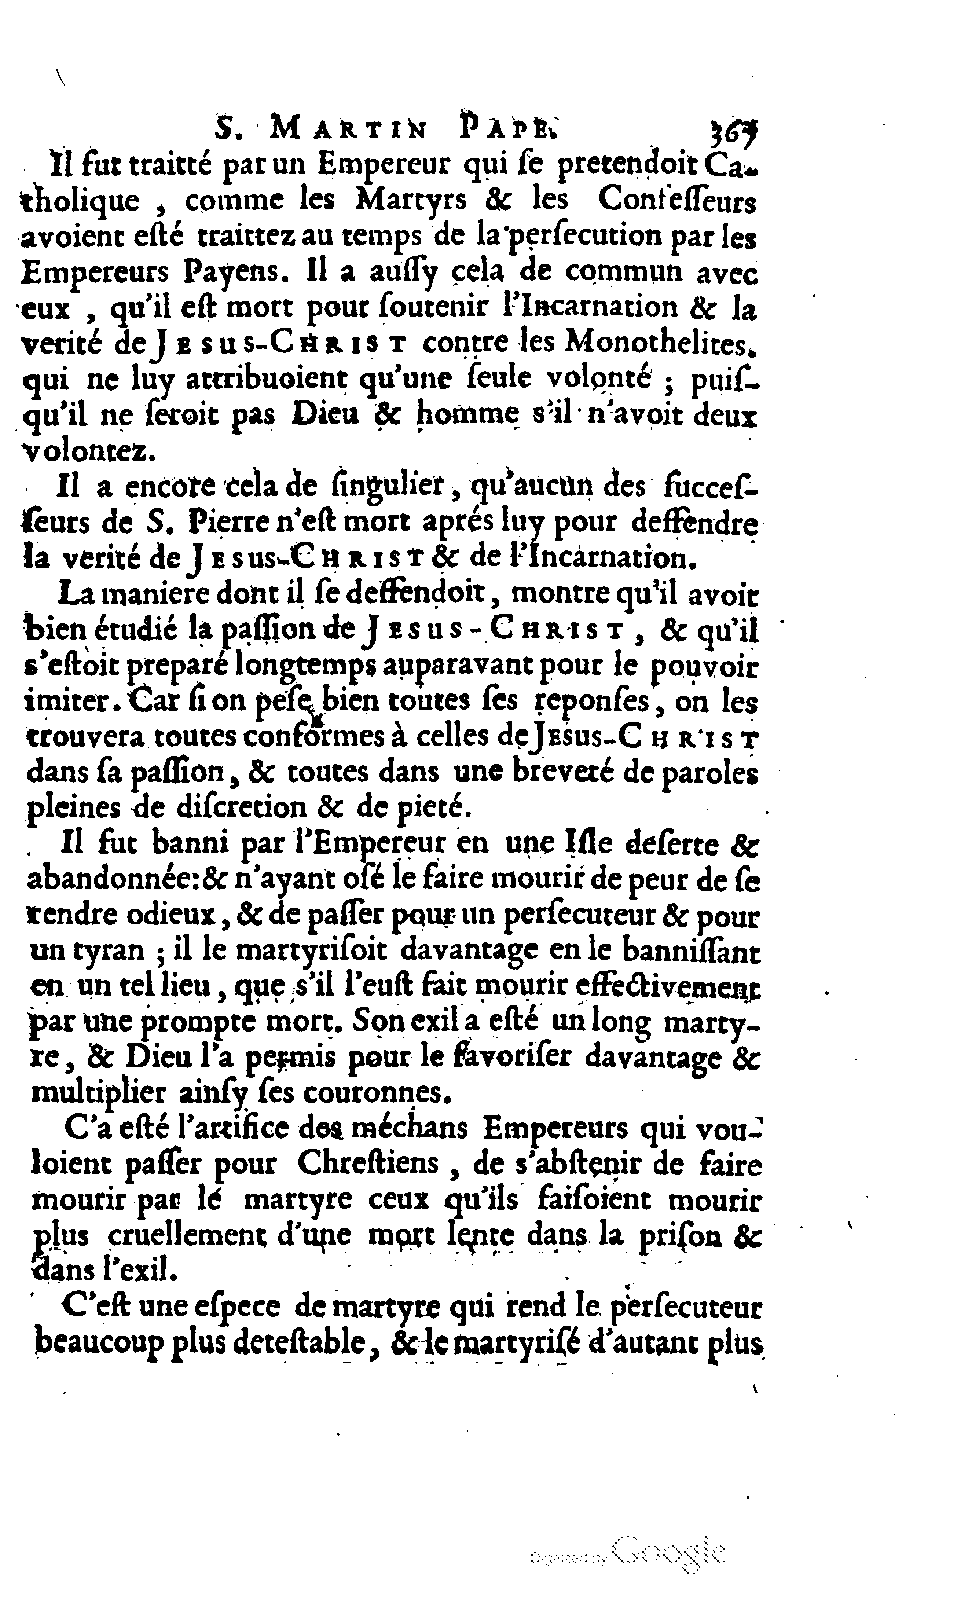 S. MARTIN PAPE. 367
Il fut traitté par un Empereur qui ſe pretendoit Ca-
tholique , comme les Martyrs & les Confeſſeurs
avoient eſté traittez au temps de la perſecution par les
Empereurs Payens. Il a auſſy cela de commun avec
eux , qu'il eſt mort pour ſoutenir l'Incarnation & la
verité de JESUS-CHRIST contre les Monothelites,
qui ne luy attribuoient qu'une ſeule volonté ; puiſ-
qu'il ne ſeroit pas Dieu & homme s'il n'avoit deux
volontez.
Il a encore cela de ſingulier, qu'aucun des ſucceſ-
ſeurs de S. Pierre n'eſt mort aprés luy pour deffendre
la verité de JESUS-CHRIST & de l'Incarnation.
La maniere dont il ſe deffendoit, montre qu'il avoit
bien étudié la paſſion de JESUS-CHRIST, & qu'il
s'eſtoit preparé longtemps auparavant pour le pouvoir
imiter. Car ſi on peſe bien toutes ſes reponſes, on les
trouvera toutes conformes à celles de JESUS-CHRIST
dans ſa paſſion, & toutes dans une breveté de paroles
pleines de diſcretion & de pieté.
Il fut banni par l'Empereur en une Iſle deſerte &
abandonnée: & n'ayant oſé le faire mourir de peur de ſe
rendre odieux, & de paſſer pour un perſecuteur & pour
un tyran ; il le martyriſoit davantage en le banniſſant
en un tel lieu, que s'il l'euſt fait mourir effectivement
par une prompte mort. Son exil a eſté un long marty-
re, & Dieu l'a permis pour le favoriſer davantage &
multiplier ainſy ſes couronnes.
C'a eſté l'artifice des méchans Empereurs qui vou-
loient paſſer pour Chreſtiens , de s'abſtenir de faire
mourir par le martyre ceux qu'ils faiſoient mourir
plus cruellement d'une mort lente dans la priſon &
dans l'exil.
C'eſt une eſpece de martyre qui rend le perſecuteur
beaucoup plus deteſtable, & le martyriſé d'autant plus
Digitized by Google